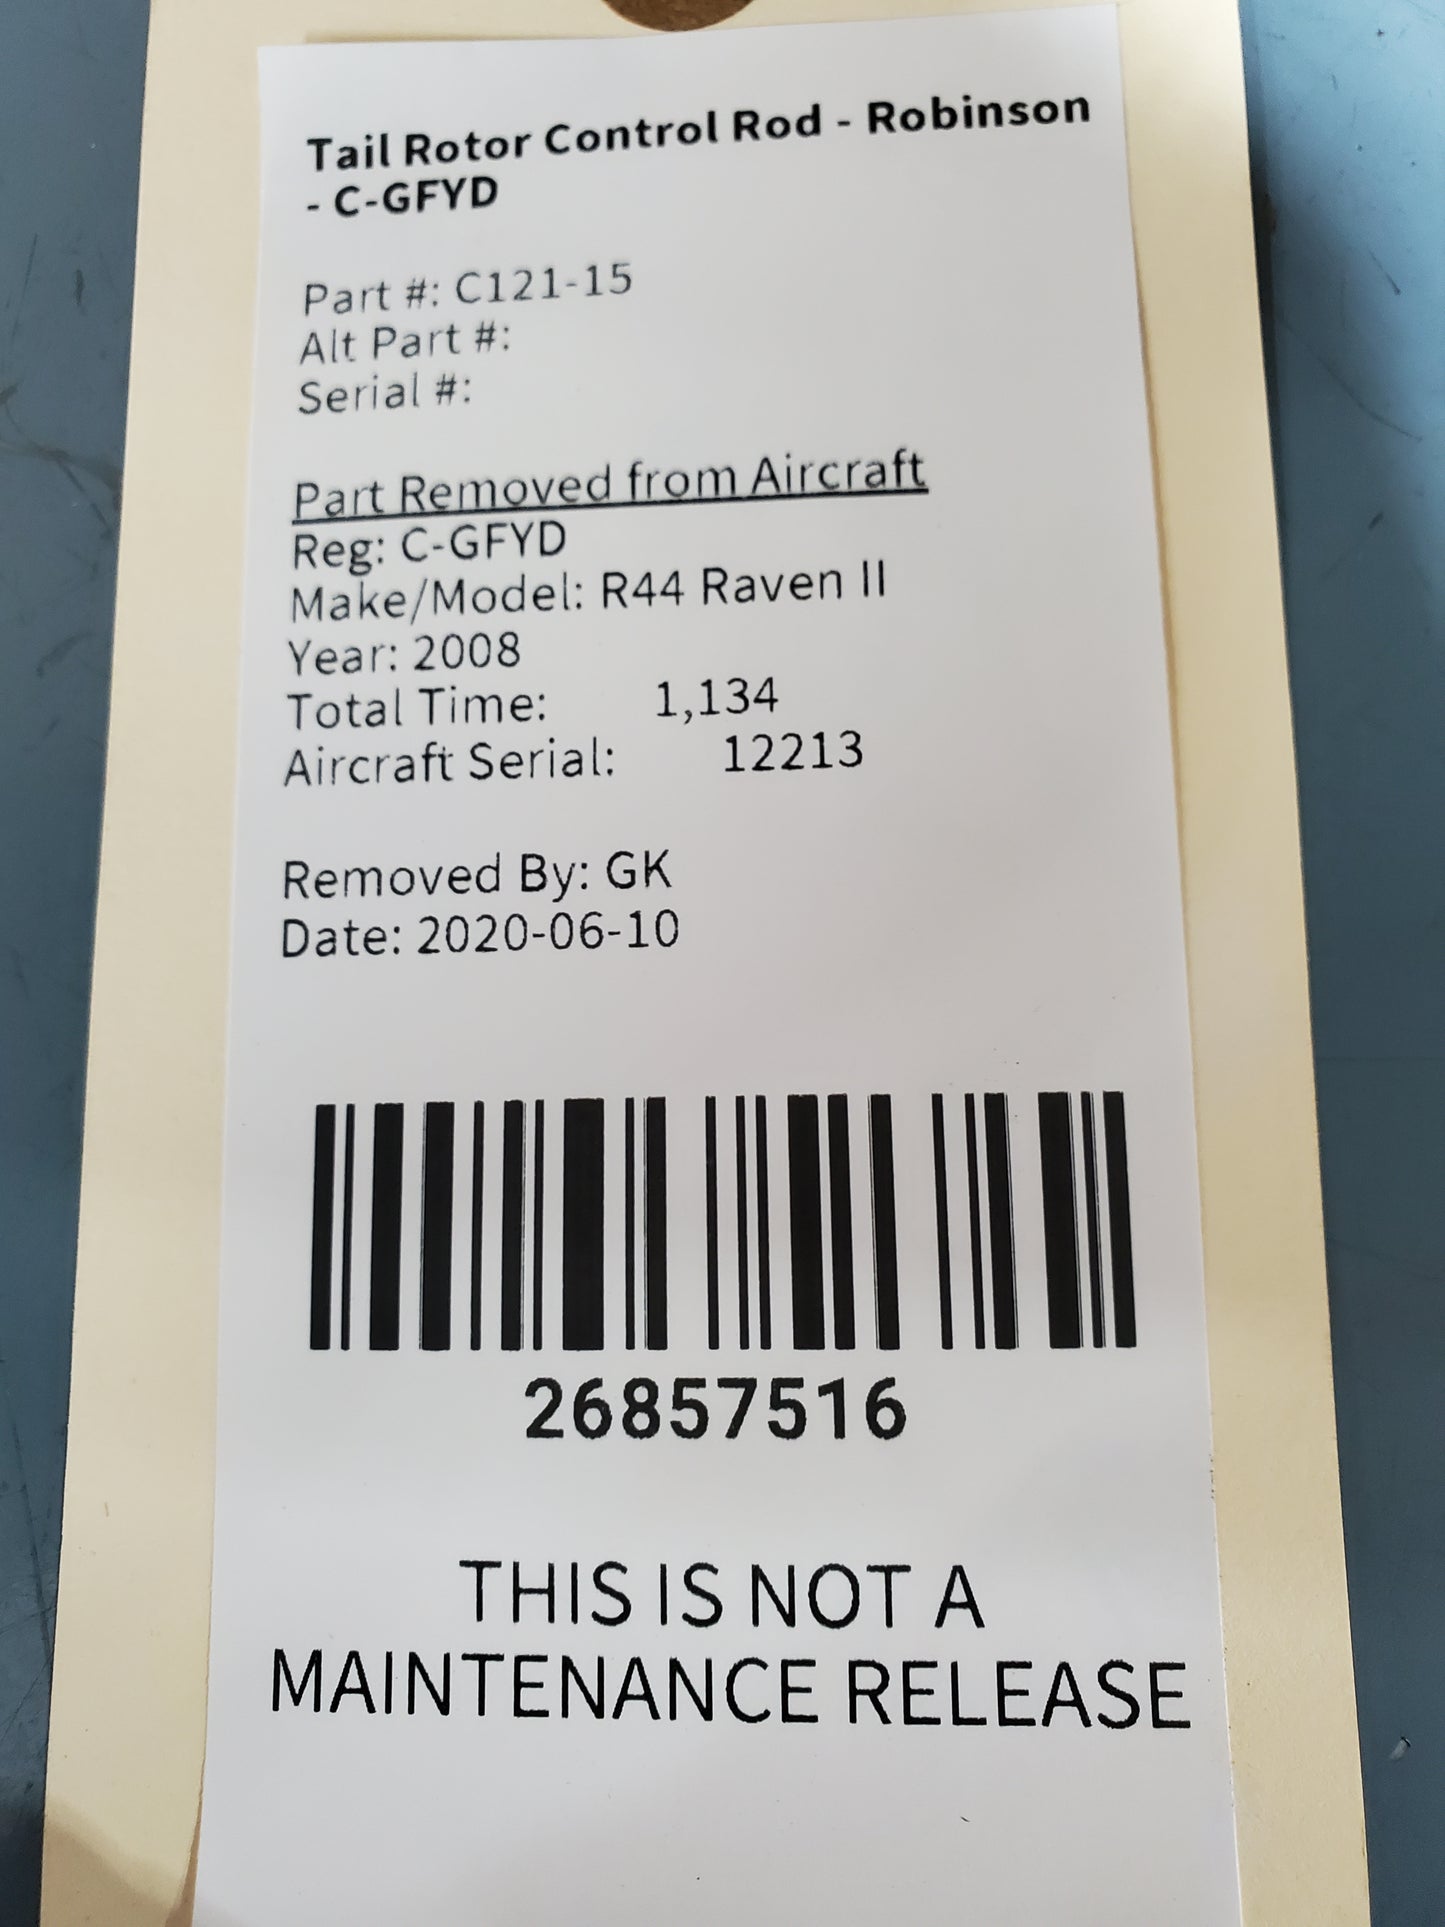 Tail Rotor Control Rod - Robinson
- C-GFYD
Part #: C121-15
Alt Part #:
Serial #:
Part Removed from Aircraft
Reg: C-GFYD
Make/Model: R44 Raven II
Year: 2008
Total Time: 1,134
Aircraft Serial: 12213
Removed By: GK
Date: 2020-06-10
26857516
THIS IS NOT A
MAINTENANCE RELEASE